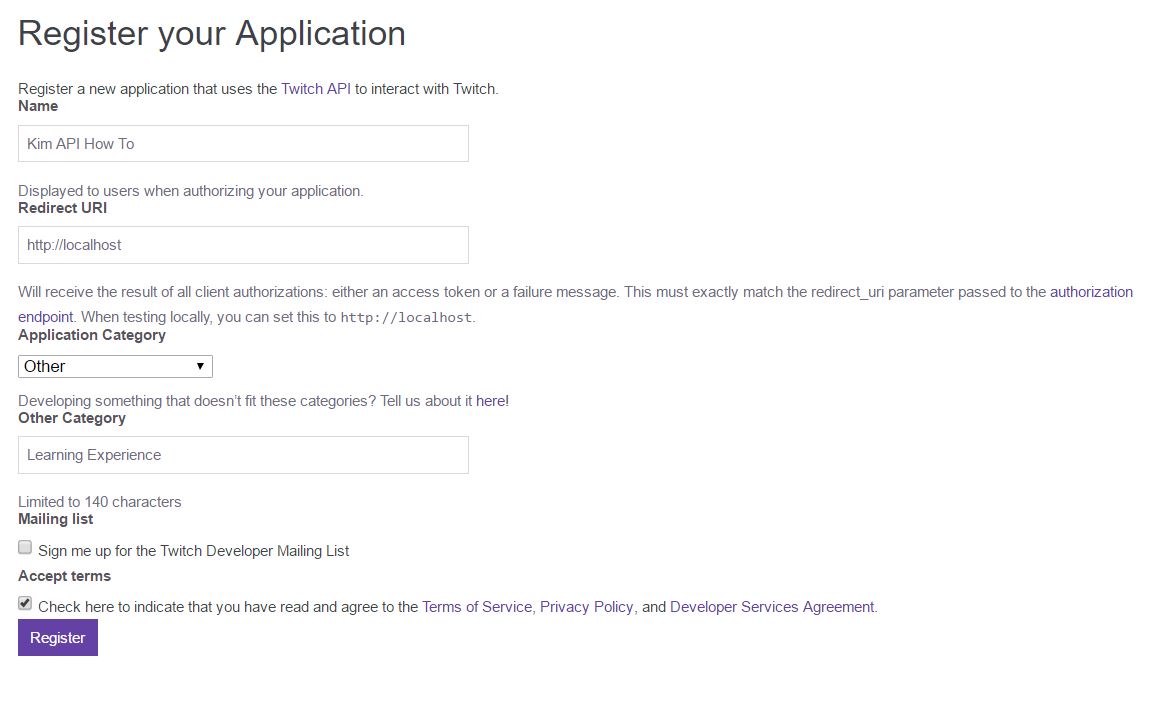 Register your Application
Register a new application that uses the Twitch API to interact with Twitch.
Name
Kim API How To
Displayed to users when authorizing your application.
Redirect URI
http://localhost
Will receive the result of all client authorizations: either an access token or a failure message. This must exactly match the redirect_uri parameter passed to the authorization
endpoint. When testing locally, you can set this to http://localhost.
Application Category
Other
Developing something that doesn’t fit these categories? Tell us about it here!
Other Category
Learning Experience
Limited to 140 characters
Mailing list
Sign me up for the Twitch Developer Mailing List
Accept terms
Check here to indicate that you have read and agree to the Terms of Service, Privacy Policy, and Developer Services Agreement.
Register